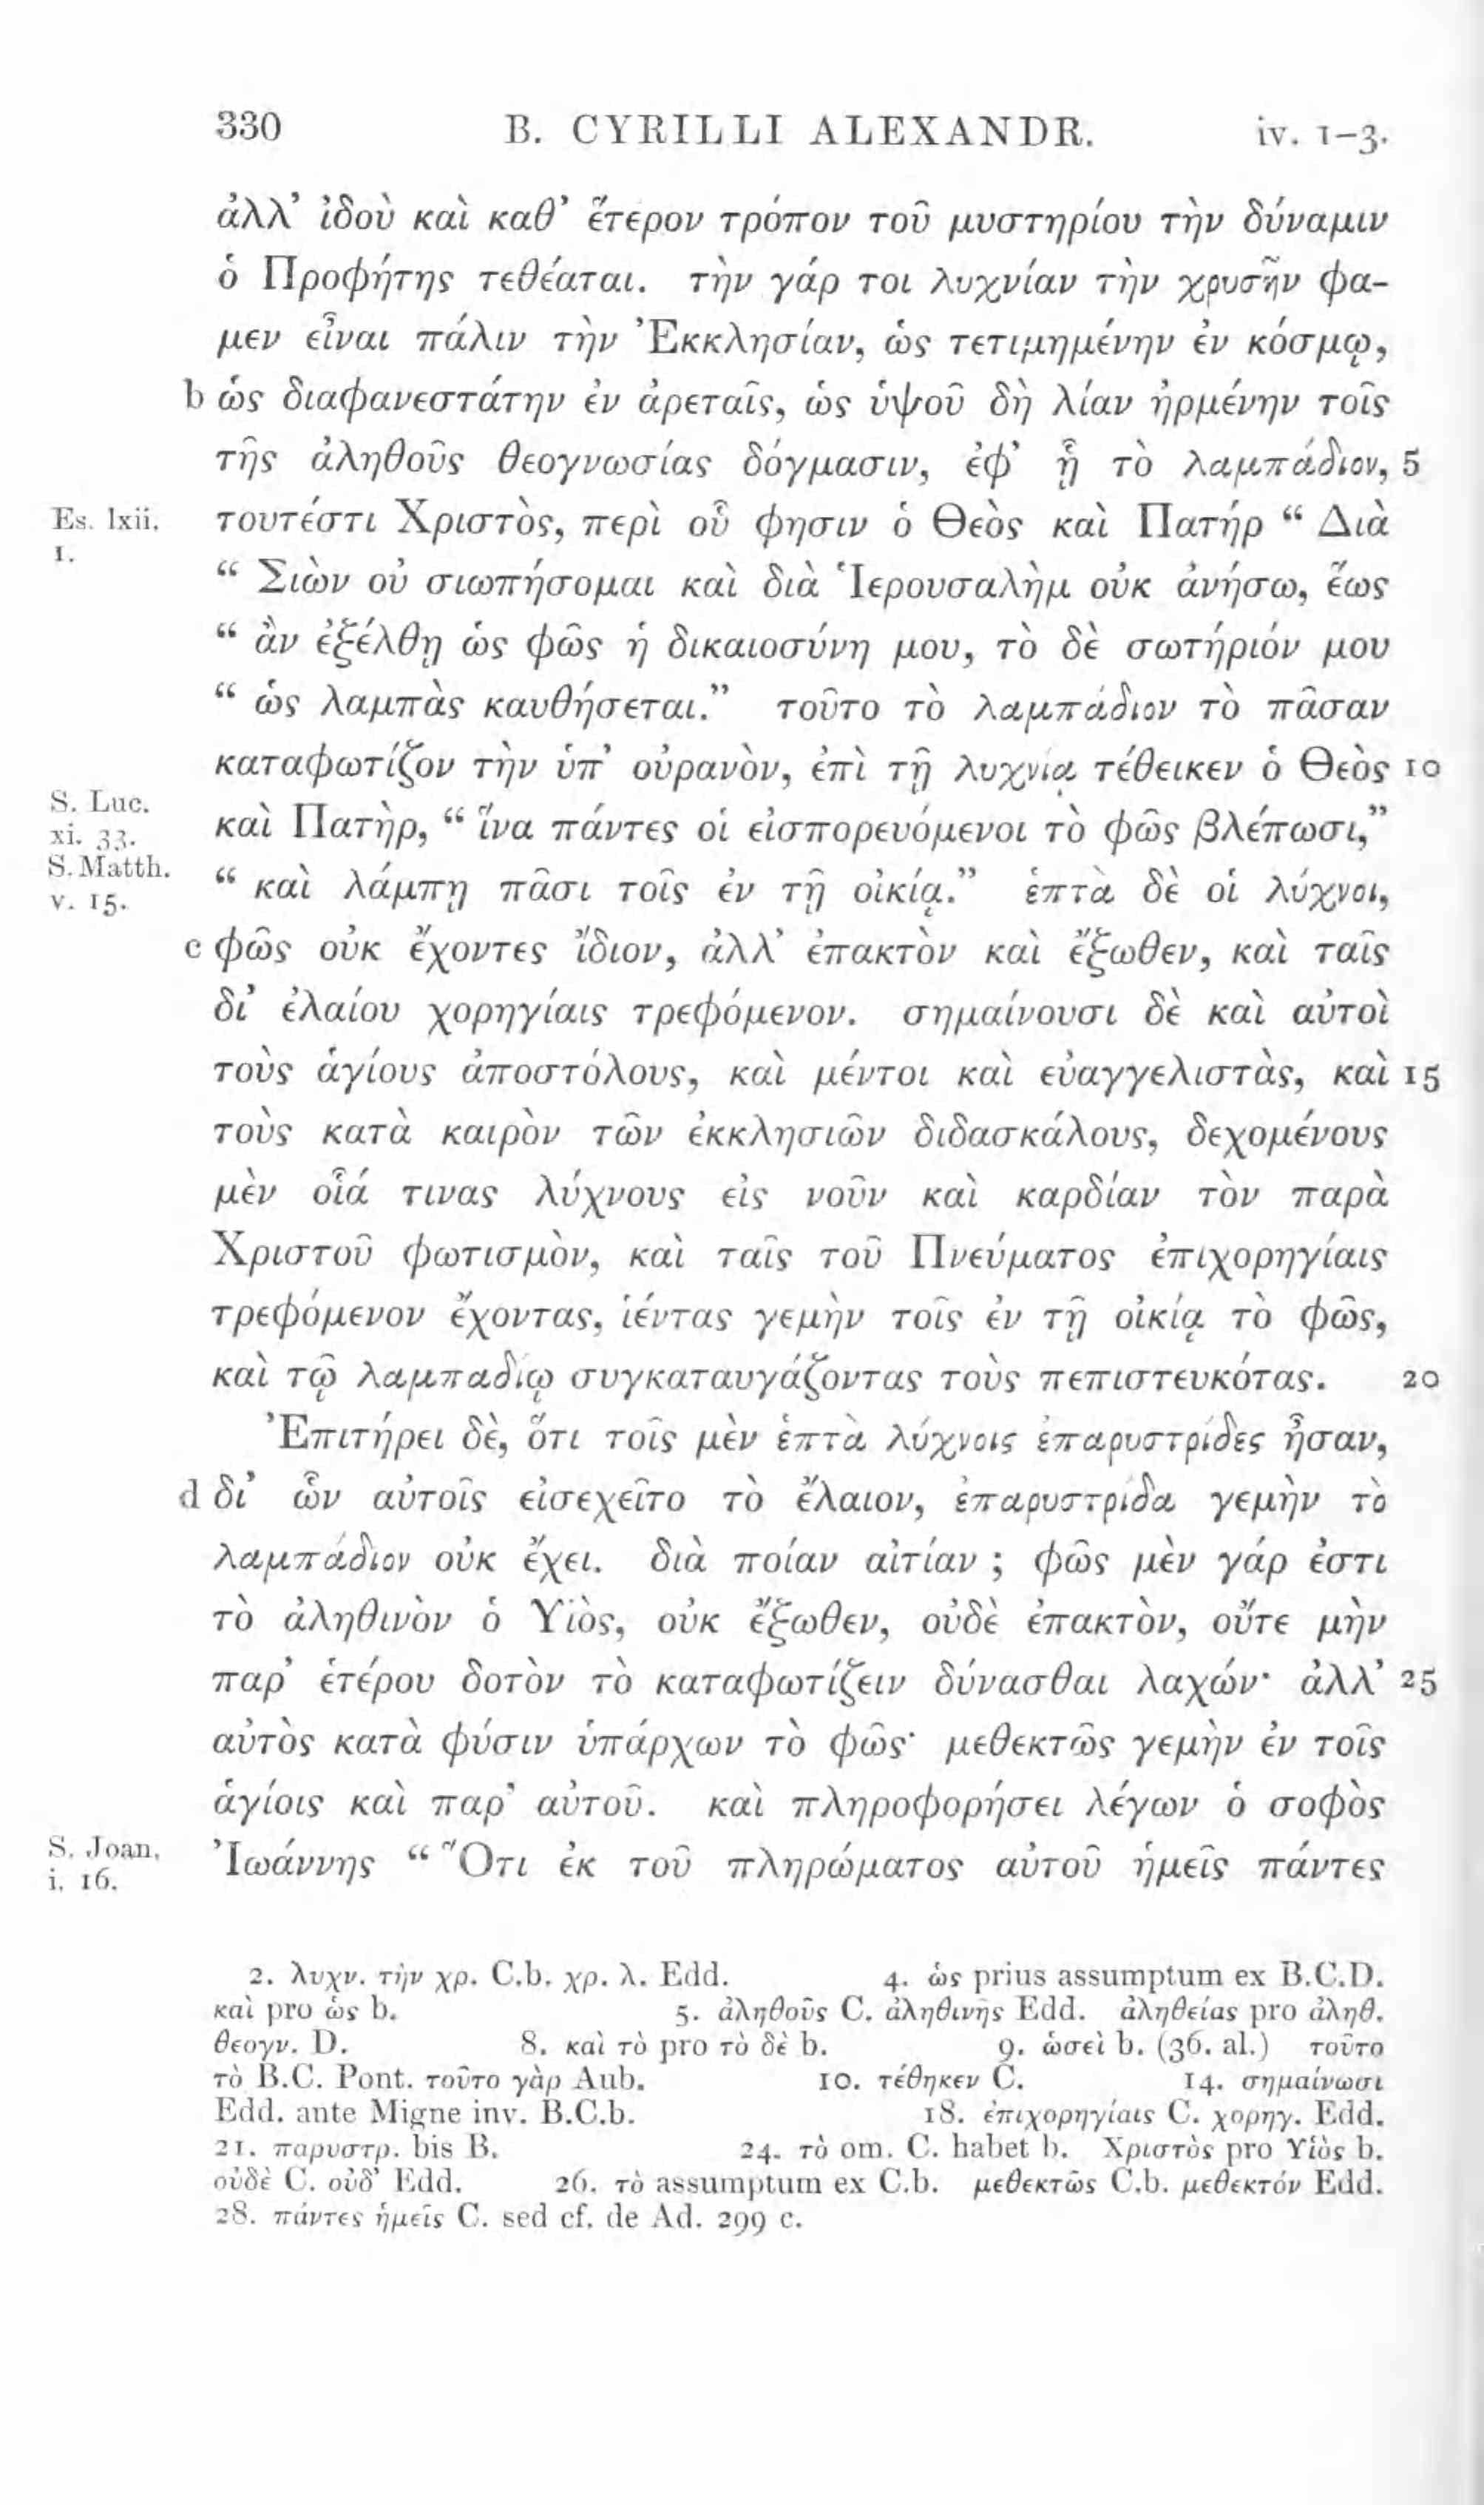 330 B. CYRILLI ALEXANDR. iv. 1-3.
ἀλλ’ ἰδοὺ καὶ καθ’ ἕτερον τρόπον τοῦ μυστηρίου τὴν δύναμιν
ὁ Προφήτης τεθέαται. τὴν γάρ τοι λυχνίαν τὴν χρυσῆν φα-
μεν εἶναι πάλιν τὴν Ἐκκλησίαν, ὡς τετιμημένην ἐν κόσμῳ,
b ὡς διαφανεστάτην ἐν ἀρεταῖς, ὡς ὑψοῦ δὴ λίαν ἠρμένην τοῖς
τῆς ἀληθοῦς θεογνωσίας δόγμασιν, ἐφ’ ᾗ τὸ λαμπάδιον, 5
Es. lxii. τουτέστι Χριστὸς, περὶ οὗ φησιν ὁ Θεὸς καὶ Πατήρ “ Διὰ
1. “ Σιὼν οὐ σιωπήσομαι καὶ διὰ Ἱερουσαλὴμ οὐκ ἀνήσω, ἕως
“ ἂν ἐξέλθῃ ὡς φῶς ἡ δικαιοσύνη μου, τὸ δὲ σωτήριόν μου
“ ὡς λαμπὰς καυθήσεται.” τοῦτο τὸ λαμπάδιον τὸ πᾶσαν
καταφωτίζον τὴν ὑπ’ οὐρανὸν, ἐπὶ τῇ λυχνίᾳ τέθεικεν ὁ Θεὸς 10
S. Luc. xi. 33. καὶ Πατὴρ, “ ἵνα πάντες οἱ εἰσπορευόμενοι τὸ φῶς βλέπωσι,”
S. Matth. v. 15. “ καὶ λάμπῃ πᾶσι τοῖς ἐν τῇ οἰκίᾳ.” ἑπτὰ δὲ οἱ λύχνοι,
c φῶς οὐκ ἔχοντες ἴδιον, ἀλλ’ ἐπακτὸν καὶ ἔξωθεν, καὶ ταῖς
δι’ ἐλαίου χορηγίαις τρεφόμενον. σημαίνουσι δὲ καὶ αὐτοὶ
τοὺς ἁγίους ἀποστόλους, καὶ μέντοι καὶ εὐαγγελιστὰς, καὶ 15
τοὺς κατὰ καιρὸν τῶν ἐκκλησιῶν διδασκάλους, δεχομένους
μὲν οἷά τινας λύχνους εἰς νοῦν καὶ καρδίαν τὸν παρὰ
Χριστοῦ φωτισμὸν, καὶ ταῖς τοῦ Πνεύματος ἐπιχορηγίαις
τρεφόμενον ἔχοντας, ἱέντας γεμὴν τοῖς ἐν τῇ οἰκίᾳ τὸ φῶς,
καὶ τῷ λαμπαδίῳ συγκαταυγάζοντας τοὺς πεπιστευκότας. 20
Ἐπιτήρει δὲ, ὅτι τοῖς μὲν ἑπτὰ λύχνοις ἐπαρυστρίδες ἦσαν,
d δι’ ὧν αὐτοῖς εἰσεχεῖτο τὸ ἔλαιον, ἐπαρυστρίδα γεμὴν τὸ
λαμπάδιον οὐκ ἔχει. διὰ ποίαν αἰτίαν ; φῶς μὲν γάρ ἐστι
τὸ ἀληθινὸν ὁ Υἱὸς, οὐκ ἔξωθεν, οὐδὲ ἐπακτὸν, οὔτε μὴν
παρ’ ἑτέρου δοτὸν τὸ καταφωτίζειν δύνασθαι λαχών· ἀλλ’ 25
αὐτὸς κατὰ φύσιν ὑπάρχων τὸ φῶς· μεθεκτῶς γεμὴν ἐν τοῖς
ἁγίοις καὶ παρ’ αὐτοῦ. καὶ πληροφορήσει λέγων ὁ σοφὸς
S. Joan. i. 16. Ἰωάννης “ Ὅτι ἐκ τοῦ πληρώματος αὐτοῦ ἡμεῖς πάντες
2. λυχν. τὴν χρ. C.b. χρ. λ. Edd. 4. ὡς prius assumptum ex B.C.D.
καὶ pro ὡς b. 5. ἀληθοῦς C. ἀληθινῆς Edd. ἀληθείας pro ἀληθ.
θεογν. D. 8. καὶ τὸ pro τὸ δὲ b. 9. ὡσεὶ b. (36. al.) τοῦτο
τὸ B.C. Pont. τοῦτο γὰρ Aub. 10. τέθηκεν C. 14. σημαίνωσι
Edd. ante Migne inv. B.C.b. 18. ἐπιχορηγίαις C. χορηγ. Edd.
21. παρυστρ. bis B. 24. τὸ om. C. habet b. Χριστὸς pro Υἱὸς b.
οὐδὲ C. οὐδ’ Edd. 26. τὸ assumptum ex C.b. μεθεκτῶς C.b. μεθεκτόν Edd.
28. πάντες ἡμεῖς C. sed cf. de Ad. 299 c.